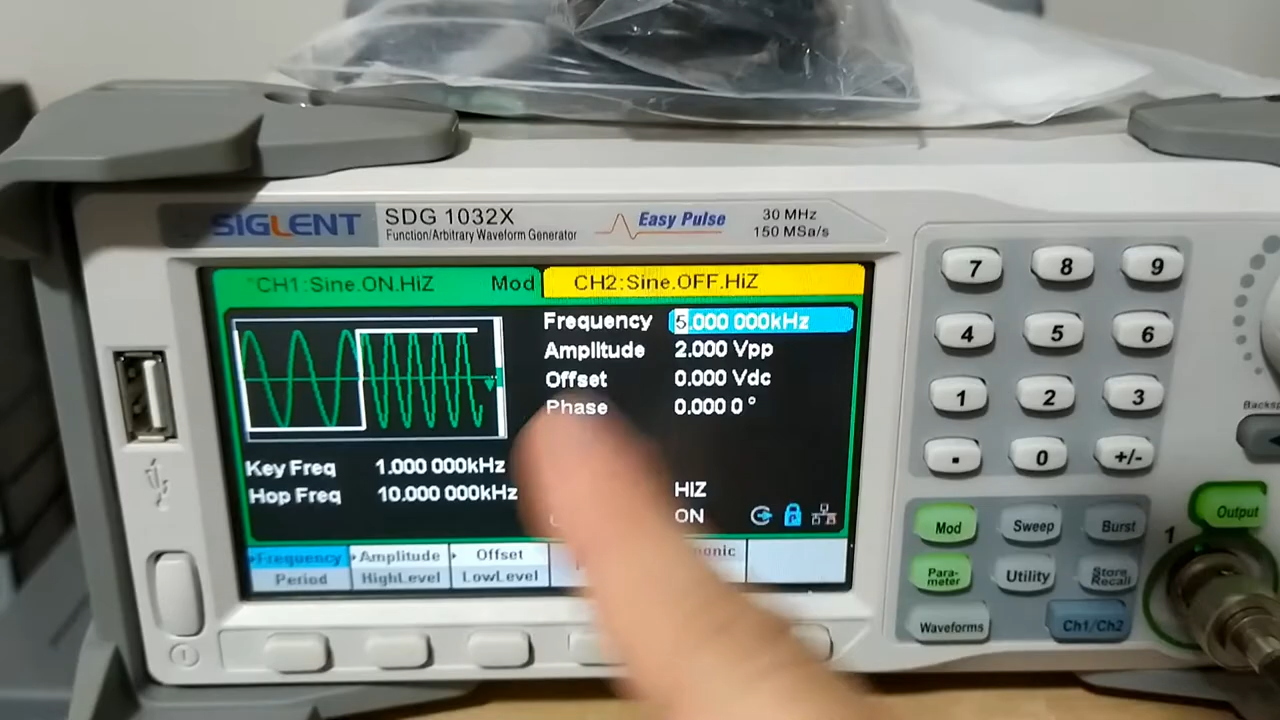 SIGLENT
SDG 1032X
Function/Arbitrary Waveform Generator
Easy Pulse
30 MHz
150 MSa/s
CH1:Sine.ON.HiZ Mod
CH2:Sine.OFF.HiZ
Frequency 5.000 000kHz
Amplitude 2.000 Vpp
Offset 0.000 Vdc
Phase 0.000 0 °
Key Freq 1.000 000kHz
Hop Freq 10.000 000kHz
HIZ
ON
Frequency Amplitude Offset
Period HighLevel LowLevel
7 8 9
4 5 6
1 2 3
. 0 +/-
Mod Sweep Burst
Para-
meter
Utility
Store
Recall
Waveforms Ch1/Ch2
Output
1